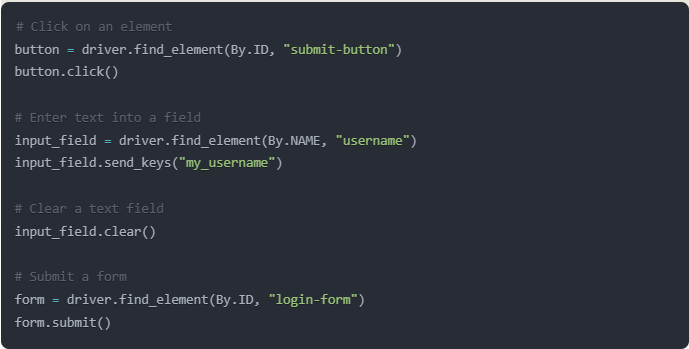 # Click on an element
button = driver.find_element(By.ID, "submit-button")
button.click()
# Enter text into a field
input_field = driver.find_element(By.NAME, "username")
input_field.send_keys("my_username")
# Clear a text field
input_field.clear()
# Submit a form
form = driver.find_element(By.ID, "login-form")
form.submit()